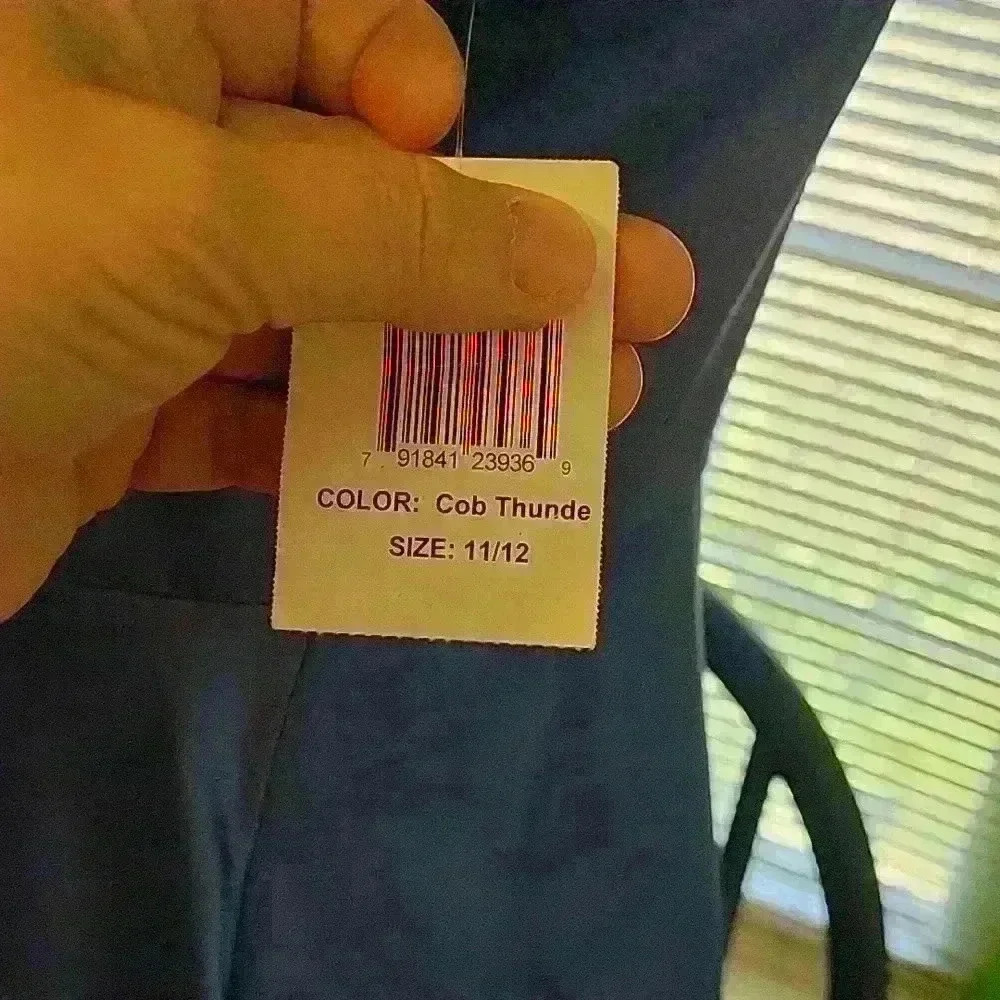 7 91841 23936 9
COLOR: Cob Thunde
SIZE: 11/12